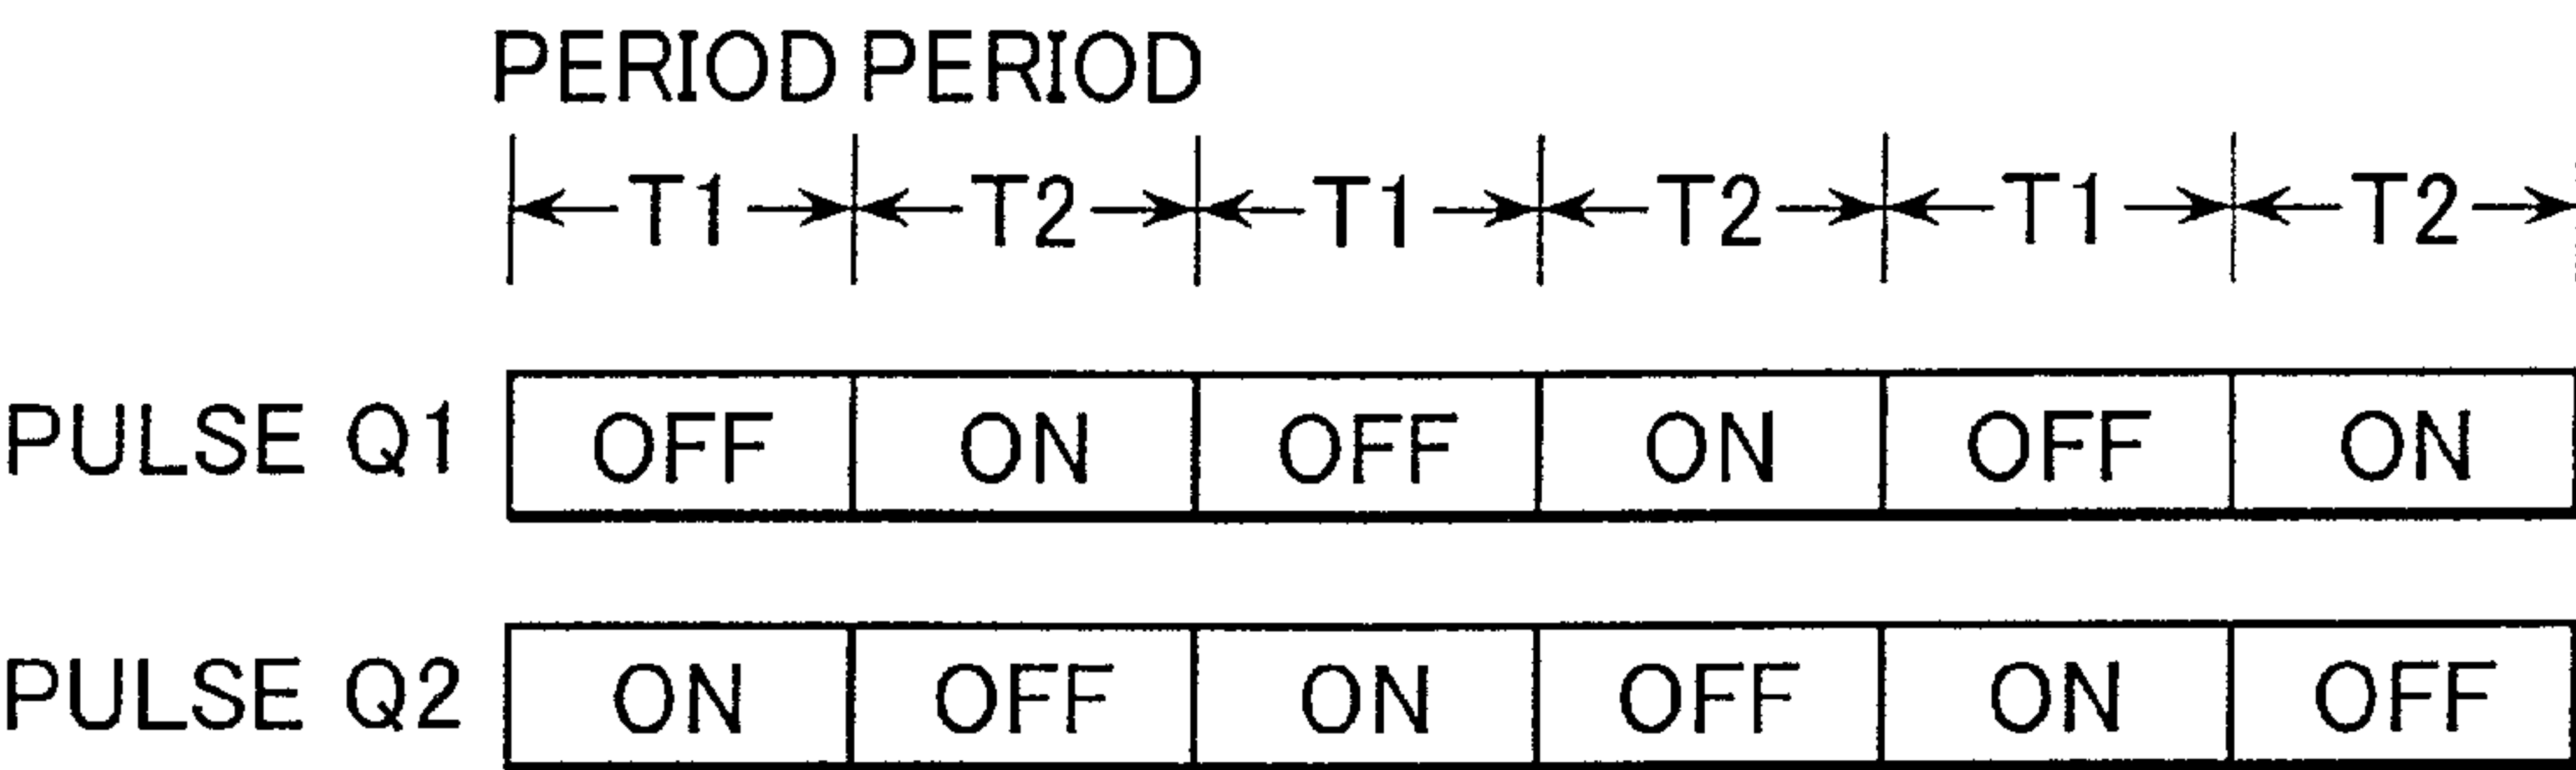 PERIOD PERIOD
T1 T2 T1 T2 T1 T2
PULSE Q1 OFF ON OFF ON OFF ON
PULSE Q2 ON OFF ON OFF ON OFF